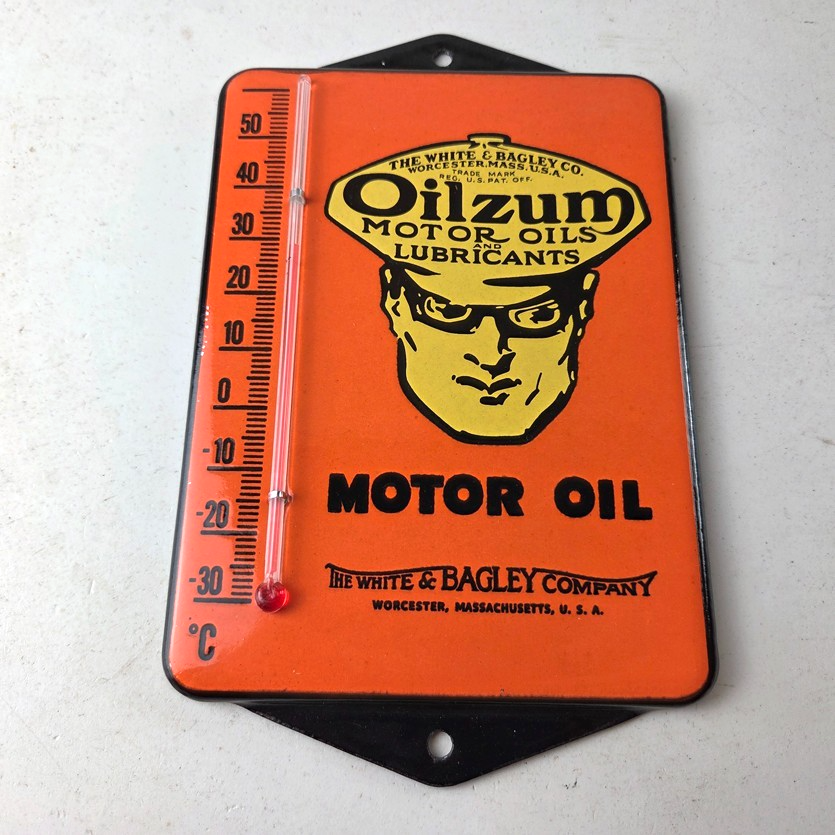 THE WHITE & BAGLEY CO.
WORCESTER, MASS. U.S.A.
TRADE MARK
REG. U.S. PAT. OFF.
Oilzum
MOTOR OILS
AND
LUBRICANTS
MOTOR OIL
THE WHITE & BAGLEY COMPANY
WORCESTER, MASSACHUSETTS, U. S. A.
50
40
30
20
10
0
-10
-20
-30
°C